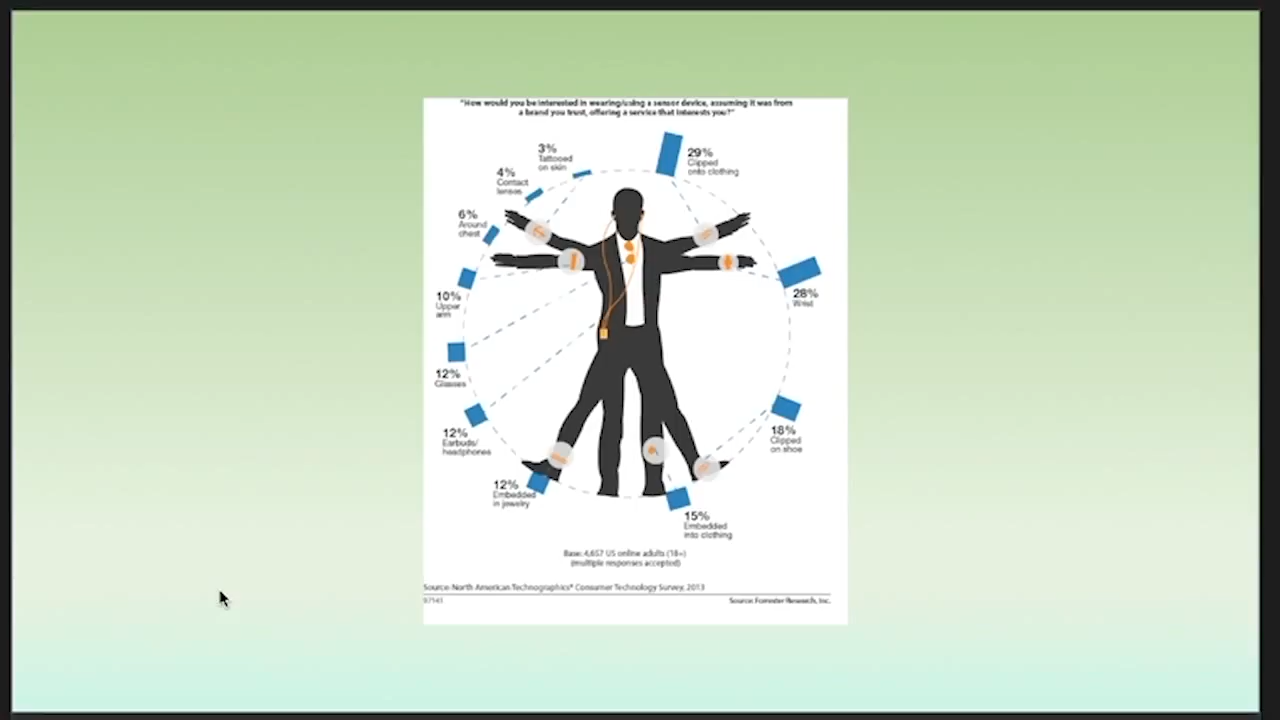 "How would you be interested in wearing/using a sensor device, assuming it was from
a brand you trust, offering a service that interests you?"
3%
Tattooed
on skin
29%
Clipped
onto clothing
4%
Contact
lenses
6%
Around
chest
28%
Wrist
10%
Upper
arm
12%
Glasses
18%
Clipped
on shoe
12%
Earbuds/
headphones
12%
Embedded
in jewelry
15%
Embedded
into clothing
Base: 4,657 US online adults (18+)
(multiple responses accepted)
Source: North American Technographics® Consumer Technology Survey, 2013
97141 Source: Forrester Research, Inc.